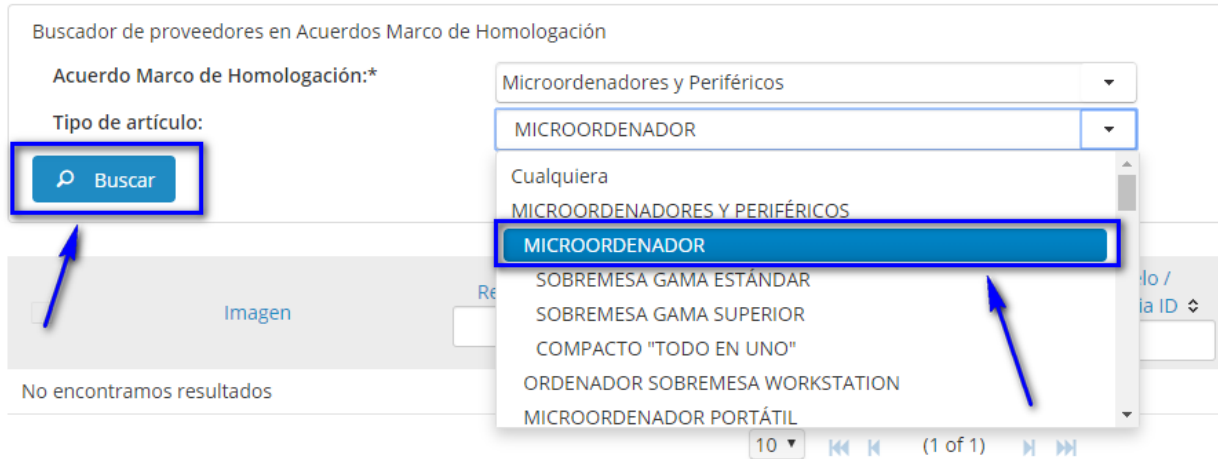 Buscador de proveedores en Acuerdos Marco de Homologación
Acuerdo Marco de Homologación:*
Microordenadores y Periféricos
Tipo de artículo:
MICROORDENADOR
Buscar
Cualquiera
MICROORDENADORES Y PERIFÉRICOS
MICROORDENADOR
SOBREMESA GAMA ESTÁNDAR
SOBREMESA GAMA SUPERIOR
COMPACTO "TODO EN UNO"
ORDENADOR SOBREMESA WORKSTATION
MICROORDENADOR PORTÁTIL
Imagen
ID
No encontramos resultados
10
(1 of 1)